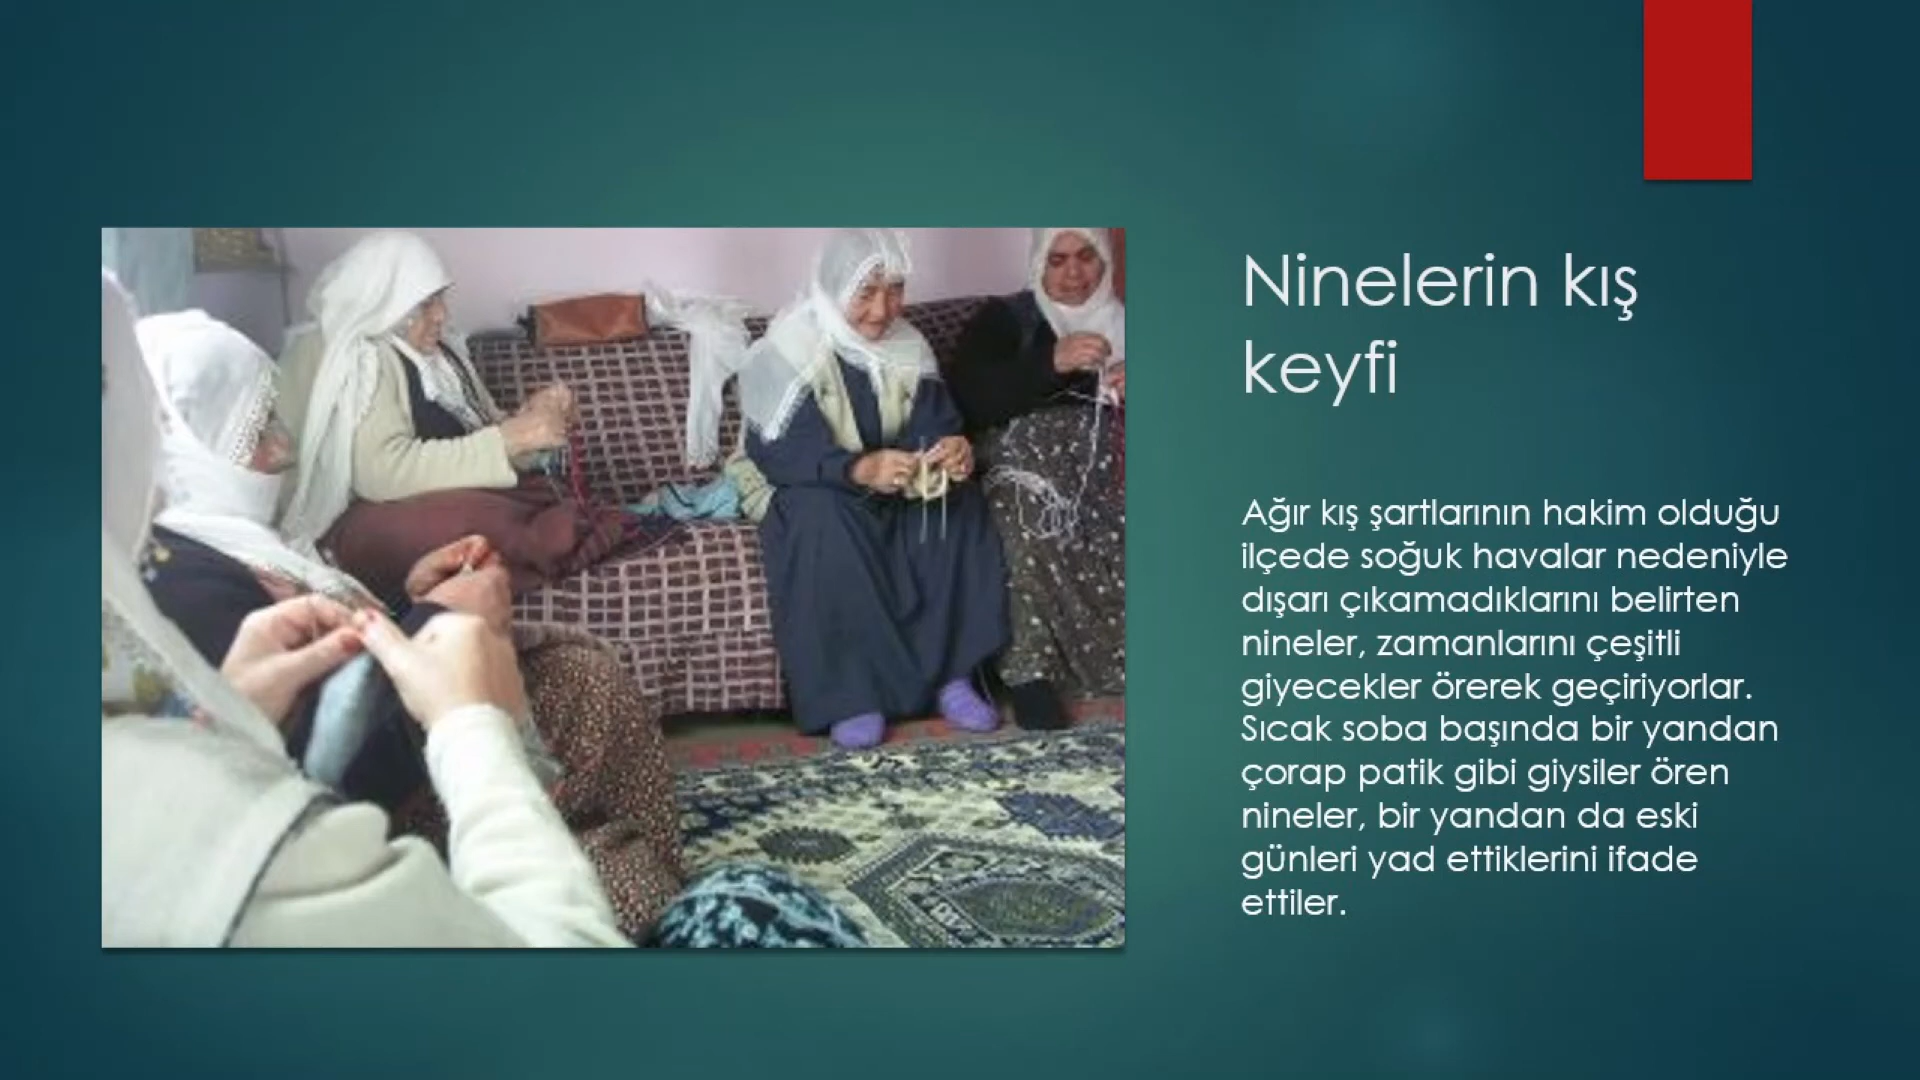 Ninelerin kış
keyfi
Ağır kış şartlarının hakim olduğu
ilçede soğuk havalar nedeniyle
dışarı çıkamadıklarını belirten
nineler, zamanlarını çeşitli
giyecekler örerek geçiriyorlar.
Sıcak soba başında bir yandan
çorap patik gibi giysiler ören
nineler, bir yandan da eski
günleri yad ettiklerini ifade
ettiler.